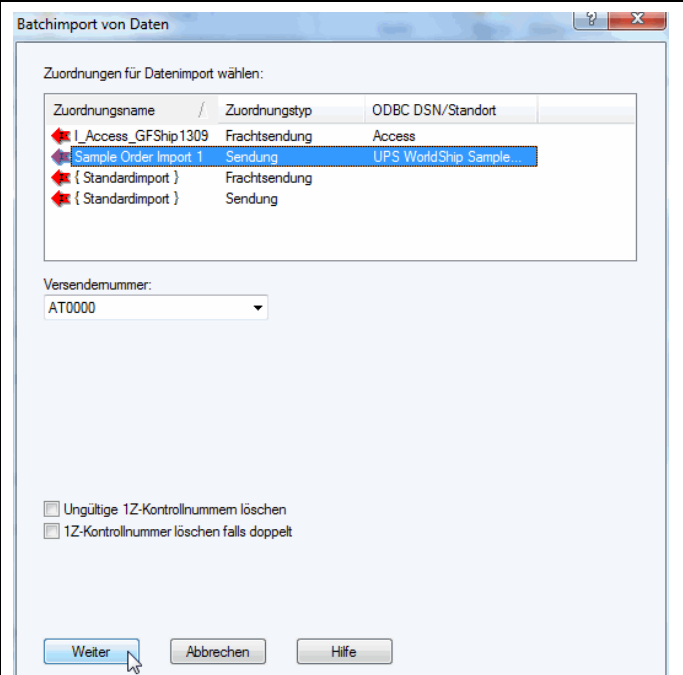 Batchimport von Daten
?
X
Zuordnungen für Datenimport wählen:
Zuordnungsname / Zuordnungstyp ODBC DSN/Standort
I_Access_GFShip1309 Frachtsendung Access
Sample Order Import 1 Sendung UPS WorldShip Sample...
{ Standardimport } Frachtsendung
{ Standardimport } Sendung
Versendernummer:
AT0000
Ungültige 1Z-Kontrollnummern löschen
1Z-Kontrollnummer löschen falls doppelt
Weiter Abbrechen Hilfe